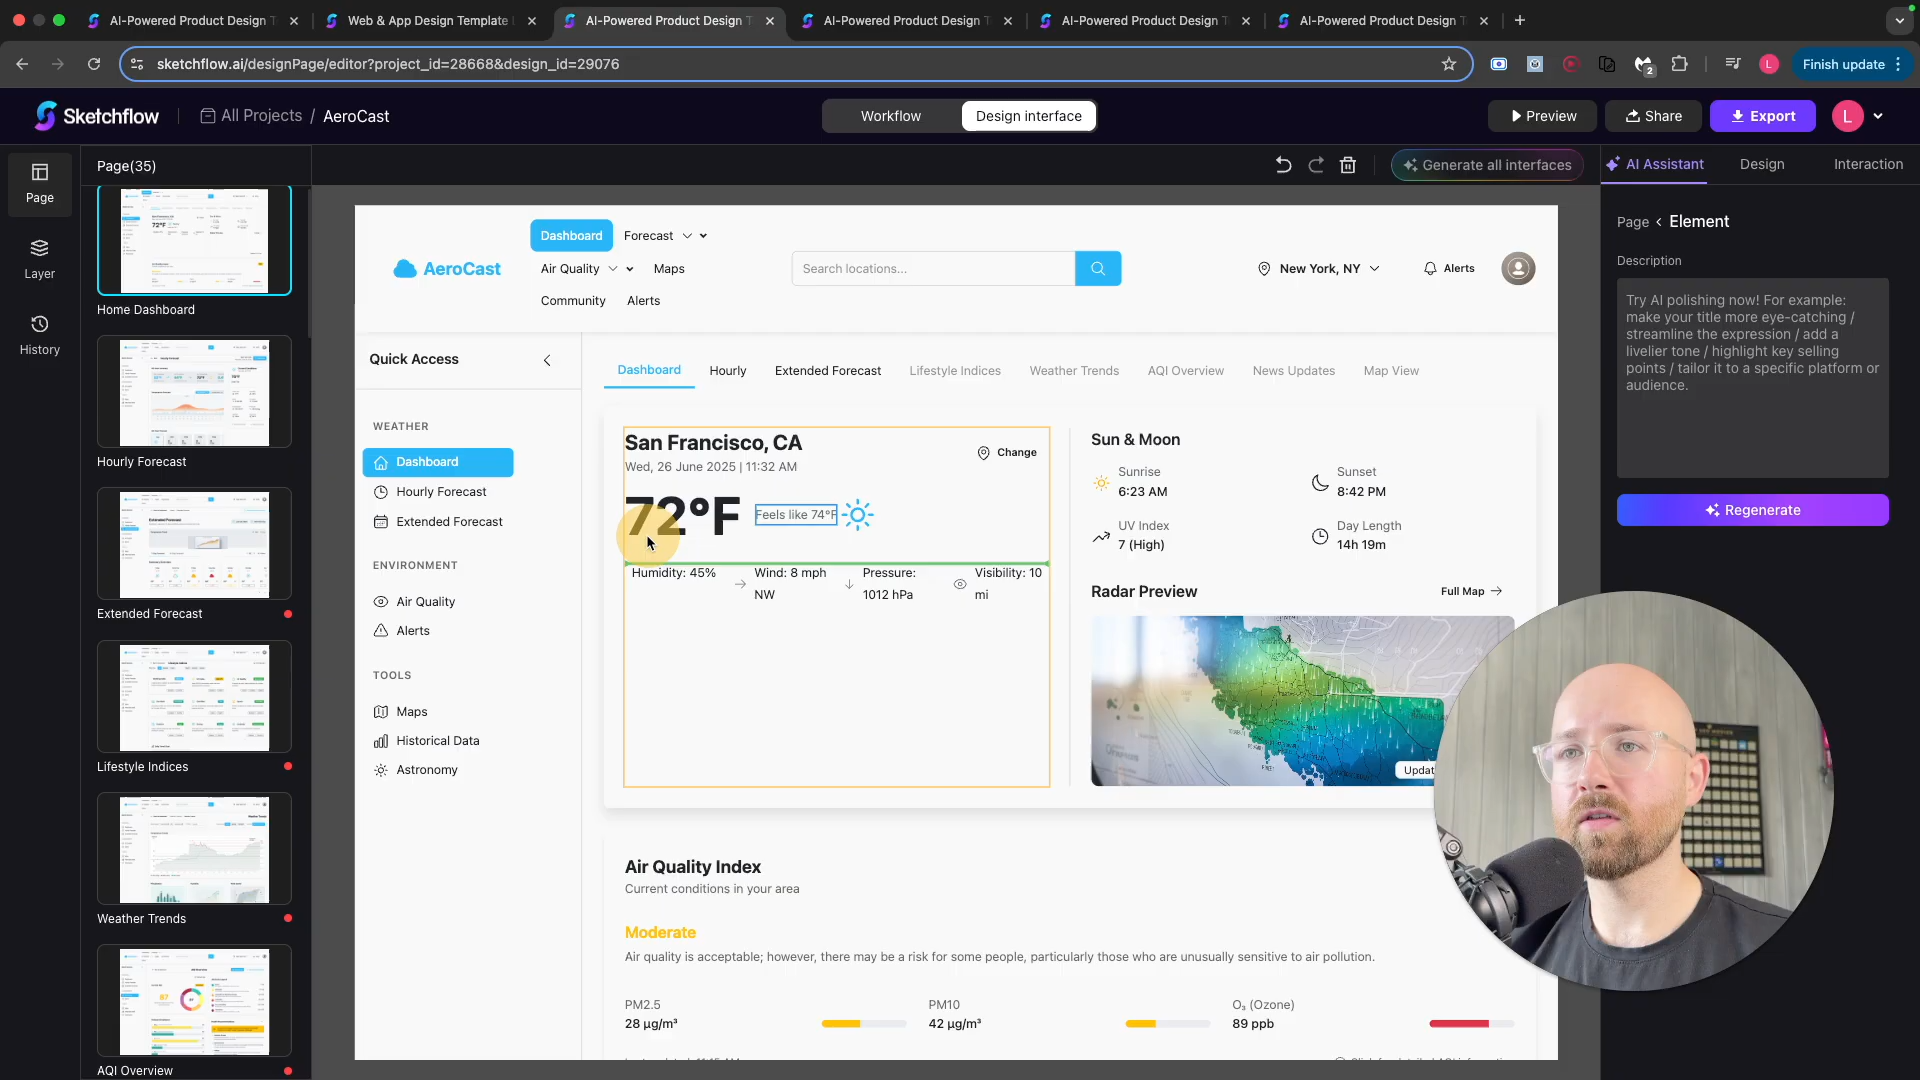 AI-Powered Product Design T
Web & App Design Template
AI-Powered Product Design T
AI-Powered Product Design T
AI-Powered Product Design T
AI-Powered Product Design T
sketchflow.ai/designPage/editor?project_id=28668&design_id=29076
2
L
Finish update
Sketchflow
All Projects / AeroCast
Workflow
Design interface
Preview
Share
Export
L
Page
Layer
History
Page(35)
Home Dashboard
Hourly Forecast
Extended Forecast
Lifestyle Indices
Weather Trends
AQI Overview
Generate all interfaces
AeroCast
Dashboard
Forecast
Air Quality
Maps
Community
Alerts
Search locations...
New York, NY
Alerts
Quick Access
WEATHER
Dashboard
Hourly Forecast
Extended Forecast
ENVIRONMENT
Air Quality
Alerts
TOOLS
Maps
Historical Data
Astronomy
Dashboard
Hourly
Extended Forecast
Lifestyle Indices
Weather Trends
AQI Overview
News Updates
Map View
San Francisco, CA
Wed, 26 June 2025 | 11:32 AM
Change
72°F
Feels like 74°F
Humidity: 45%
Wind: 8 mph
NW
Pressure:
1012 hPa
Visibility: 10
mi
Sun & Moon
Sunrise
6:23 AM
Sunset
8:42 PM
UV Index
7 (High)
Day Length
14h 19m
Radar Preview
Full Map
Updat
Air Quality Index
Current conditions in your area
Moderate
Air quality is acceptable; however, there may be a risk for some people, particularly those who are unusually sensitive to air pollution.
PM2.5
28 µg/m³
PM10
42 µg/m³
O₃ (Ozone)
89 ppb
AI Assistant
Design
Interaction
Page < Element
Description
Try AI polishing now! For example:
make your title more eye-catching /
streamline the expression / add a
livelier tone / highlight key selling
points / tailor it to a specific platform or
audience.
Regenerate